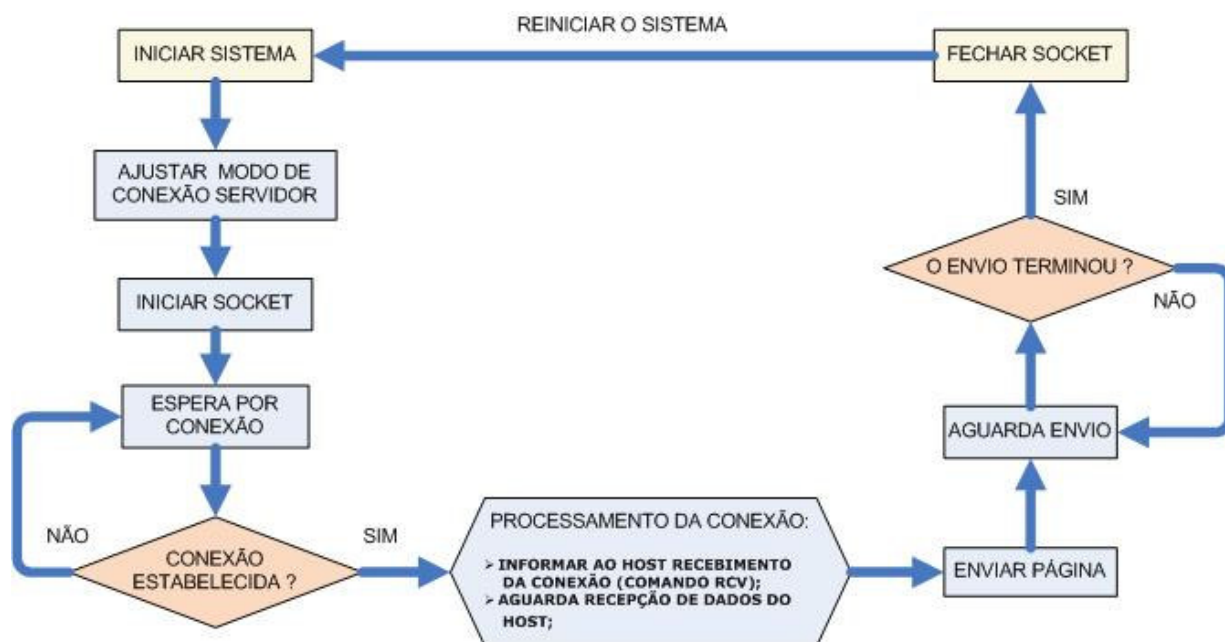 REINICIAR O SISTEMA
INICIAR SISTEMA
FECHAR SOCKET
AJUSTAR MODO DE
CONEXÃO SERVIDOR
SIM
O ENVIO TERMINOU ?
NÃO
INICIAR SOCKET
ESPERA POR
CONEXÃO
AGUARDA ENVIO
NÃO
CONEXÃO
ESTABELECIDA ?
SIM
PROCESSAMENTO DA CONEXÃO:
➢ INFORMAR AO HOST RECEBIMENTO
DA CONEXÃO (COMANDO RCV);
➢ AGUARDA RECEPÇÃO DE DADOS DO
HOST;
ENVIAR PÁGINA